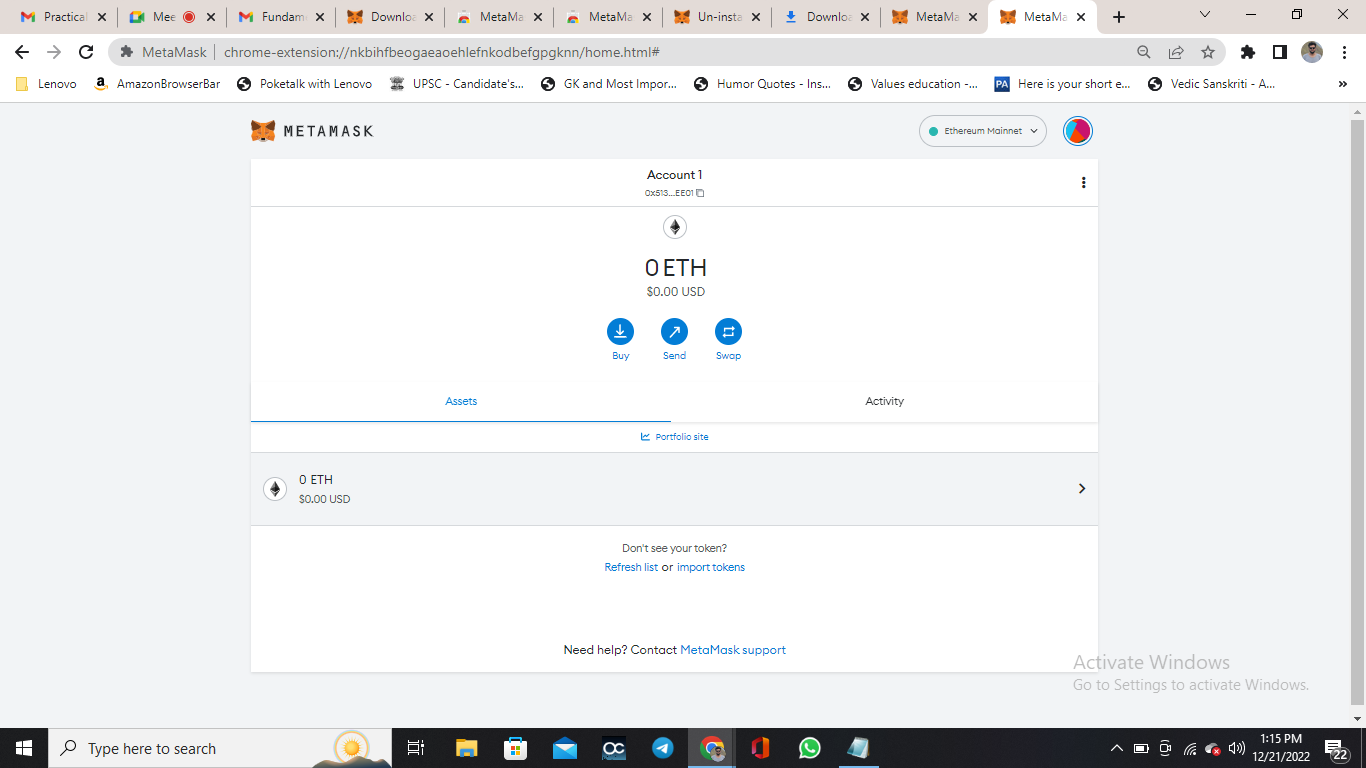 Practical
Mee
Fundam
Downloa
MetaMa
MetaMa
Un-insta
Downloa
MetaMa
MetaMa
MetaMask | chrome-extension://nkbihfbeogaeaoehlefnkodbefgpgknn/home.html#
Lenovo
AmazonBrowserBar
Poketalk with Lenovo
UPSC - Candidate's...
GK and Most Impor...
Humor Quotes - Ins...
Values education -...
PA
Here is your short e...
Vedic Sanskriti - A...
»
METAMASK
Ethereum Mainnet
Account 1
0x513...EE01
0 ETH
$0.00 USD
Buy
Send
Swap
Assets
Activity
Portfolio site
0 ETH
$0.00 USD
Don't see your token?
Refresh list or import tokens
Need help? Contact MetaMask support
Activate Windows
Go to Settings to activate Windows.
Type here to search
OC
1:15 PM
12/21/2022
22